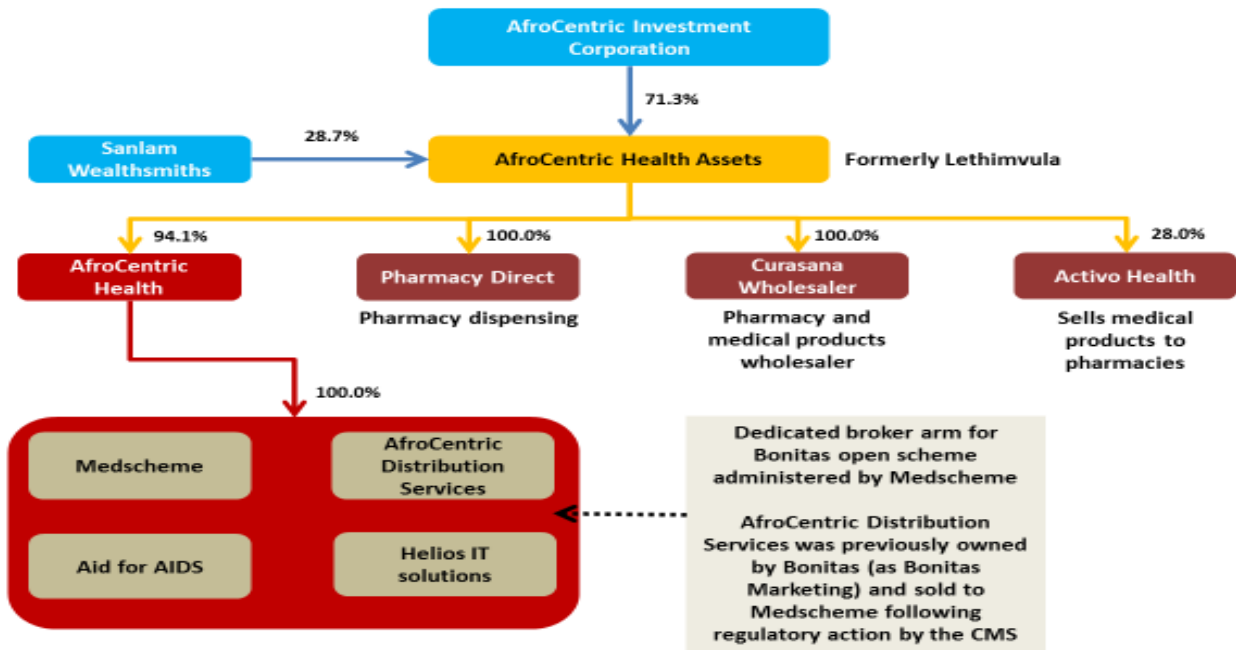 AfroCentric Investment
Corporation
71.3%
28.7%
Sanlam
Wealthsmiths
AfroCentric Health Assets
Formerly Lethimvula
94.1%
100.0%
100.0%
28.0%
AfroCentric
Health
Pharmacy Direct
Pharmacy dispensing
Curasana
Wholesaler
Pharmacy and
medical products
wholesaler
Activo Health
Sells medical
products to
pharmacies
100.0%
Medscheme
AfroCentric
Distribution
Services
Aid for AIDS
Helios IT
solutions
Dedicated broker arm for
Bonitas open scheme
administered by Medscheme
AfroCentric Distribution
Services was previously owned
by Bonitas (as Bonitas
Marketing) and sold to
Medscheme following
regulatory action by the CMS